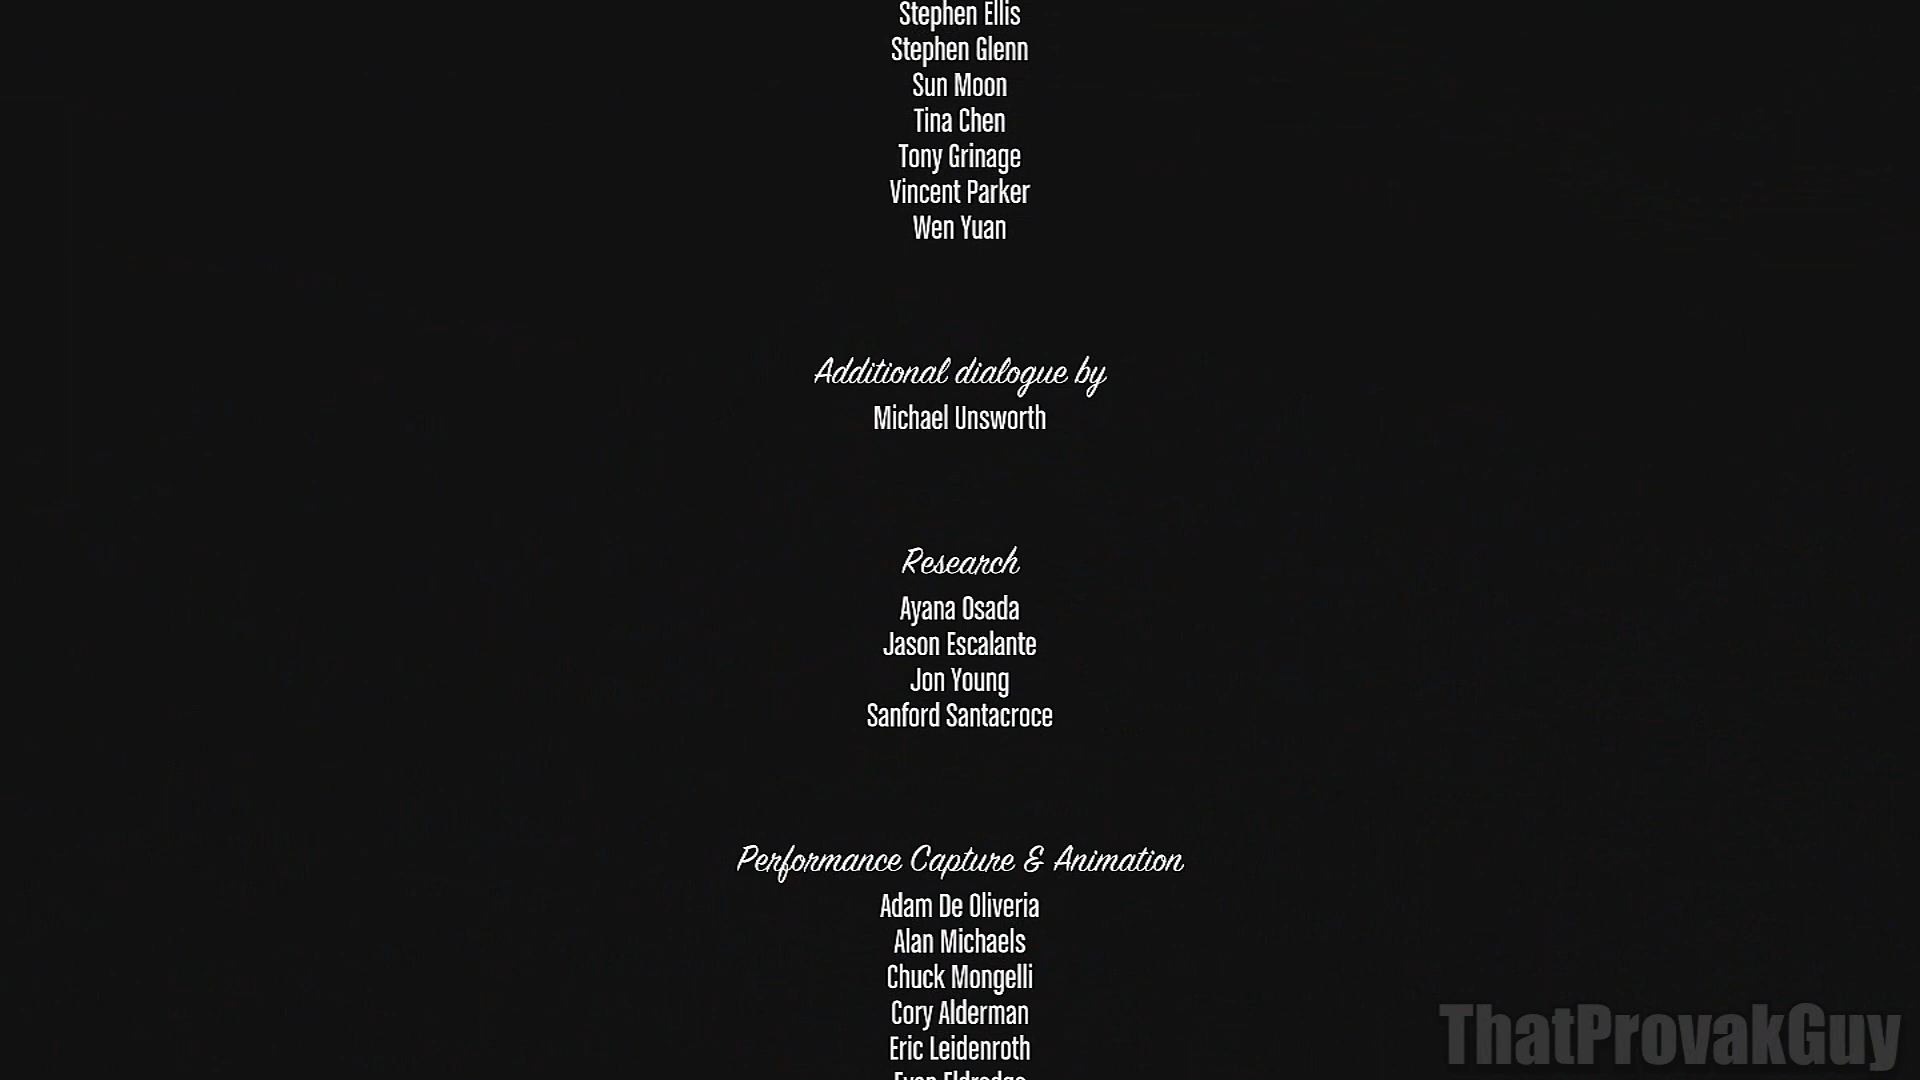 Stephen Ellis
Stephen Glenn
Sun Moon
Tina Chen
Tony Grinage
Vincent Parker
Wen Yuan
Additional dialogue by
Michael Unsworth
Research
Ayana Osada
Jason Escalante
Jon Young
Sanford Santacroce
Performance Capture & Animation
Adam De Oliveria
Alan Michaels
Chuck Mongelli
Cory Alderman
Eric Leidenroth
ThatProvakGuy